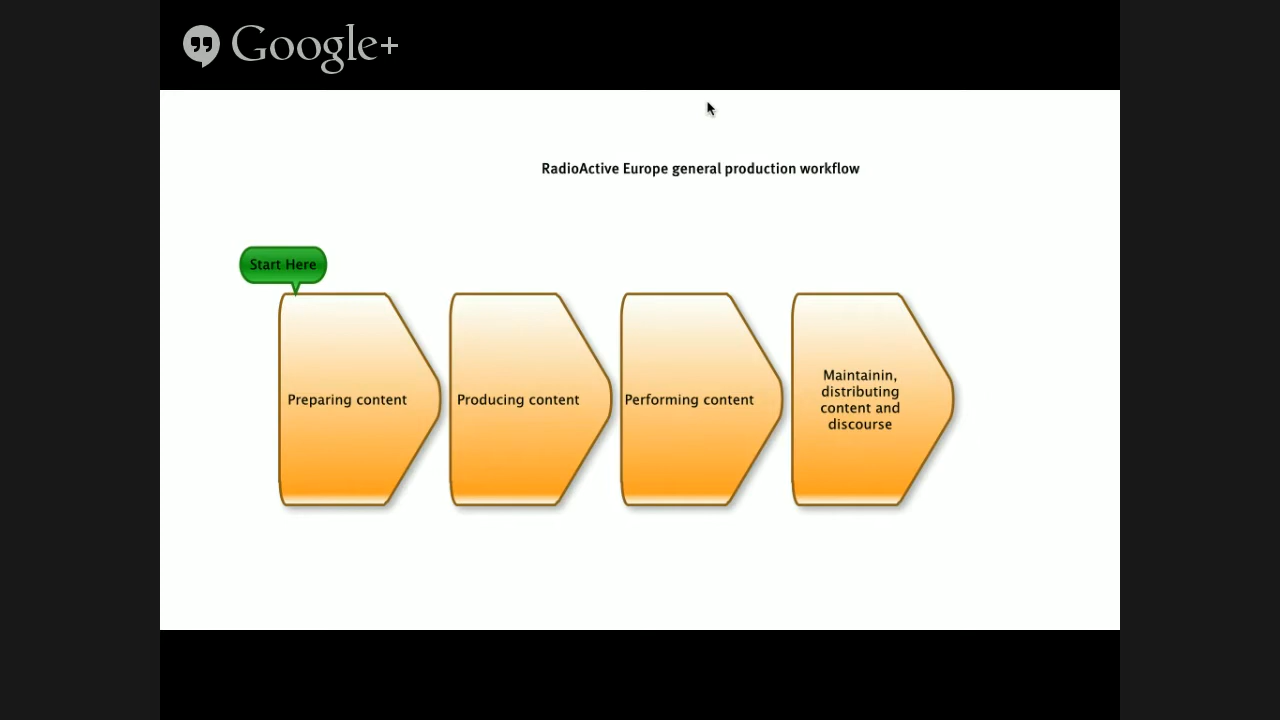 Google+
RadioActive Europe general production workflow
Start Here
Preparing content
Producing content
Performing content
Maintainin,
distributing
content and
discourse